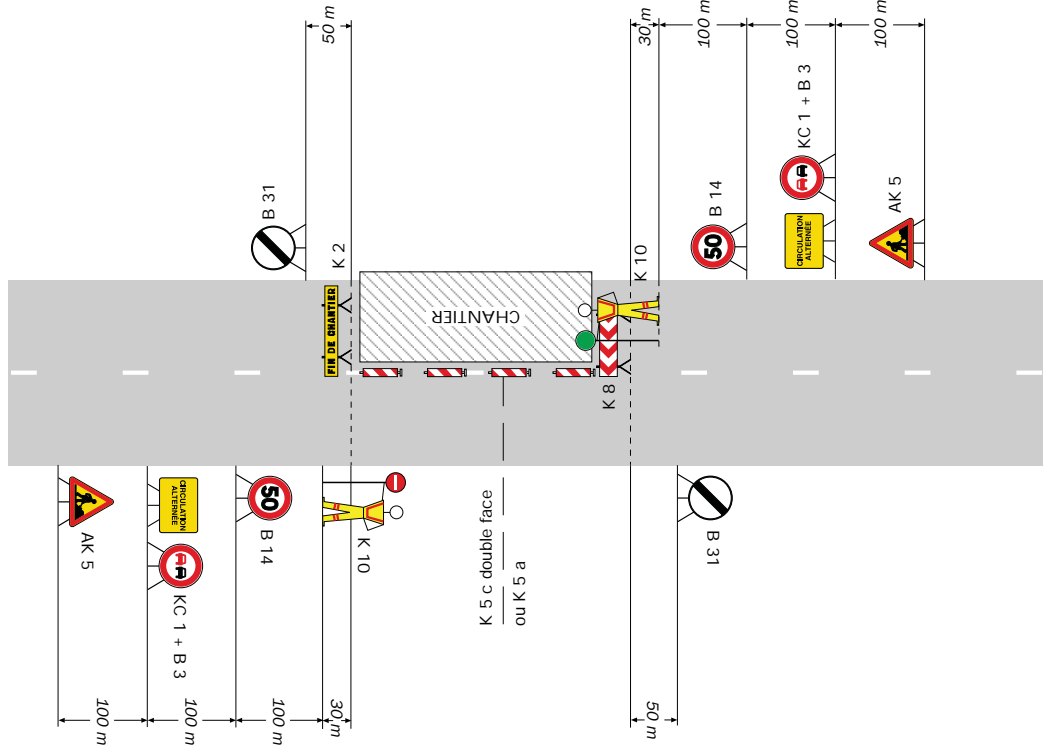 50 m
30 m
100 m
100 m
100 m
B 31
K 2
FIN DE CHANTIER
CHANTIER
K 10
K 8
B 14
50
KC 1 + B 3
CIRCULATION
ALTERNÉE
AK 5
AK 5
CIRCULATION
ALTERNÉE
KC 1 + B 3
50
B 14
K 10
K 5 c double face
ou K 5 a
B 31
100 m
100 m
100 m
30 m
50 m